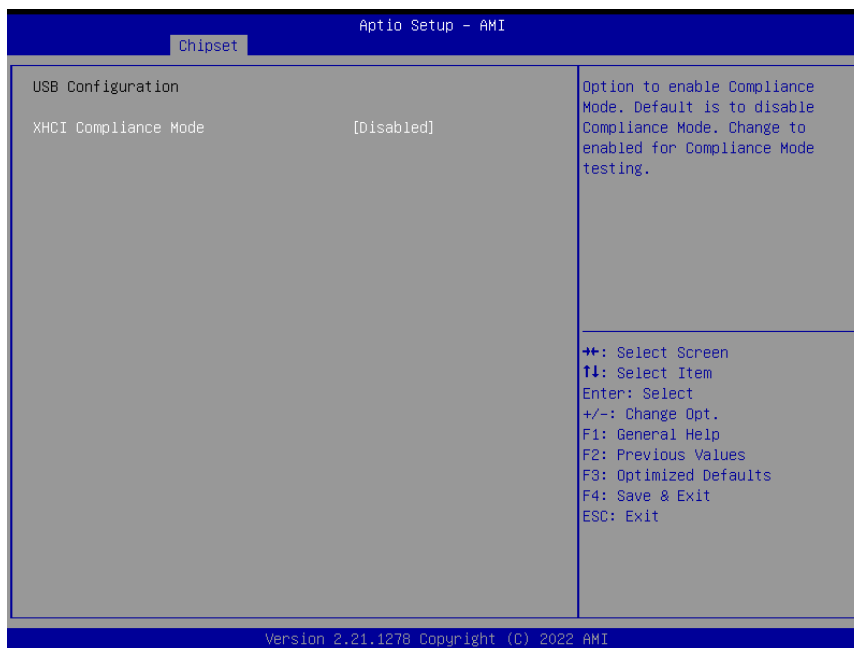 Aptio Setup – AMI
Chipset
USB Configuration
XHCI Compliance Mode [Disabled]
Option to enable Compliance
Mode. Default is to disable
Compliance Mode. Change to
enabled for Compliance Mode
testing.
→←: Select Screen
↑↓: Select Item
Enter: Select
+/-: Change Opt.
F1: General Help
F2: Previous Values
F3: Optimized Defaults
F4: Save & Exit
ESC: Exit
Version 2.21.1278 Copyright (C) 2022 AMI